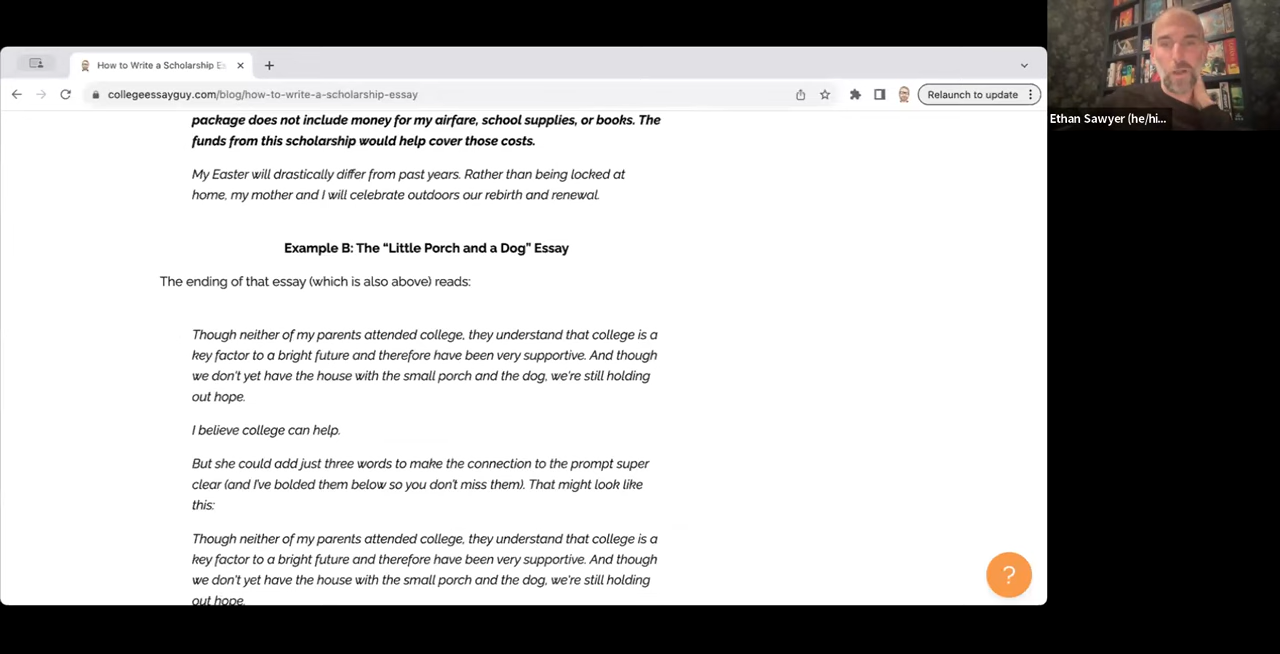 How to Write a Scholarship Es
collegeessayguy.com/blog/how-to-write-a-scholarship-essay
Relaunch to update
Ethan Sawyer (he/hi...
package does not include money for my airfare, school supplies, or books. The
funds from this scholarship would help cover those costs.
My Easter will drastically differ from past years. Rather than being locked at
home, my mother and I will celebrate outdoors our rebirth and renewal.
Example B: The “Little Porch and a Dog” Essay
The ending of that essay (which is also above) reads:
Though neither of my parents attended college, they understand that college is a
key factor to a bright future and therefore have been very supportive. And though
we don't yet have the house with the small porch and the dog, we're still holding
out hope.
I believe college can help.
But she could add just three words to make the connection to the prompt super
clear (and I've bolded them below so you don't miss them). That might look like
this:
Though neither of my parents attended college, they understand that college is a
key factor to a bright future and therefore have been very supportive. And though
we don't yet have the house with the small porch and the dog, we're still holding
out hope.
?